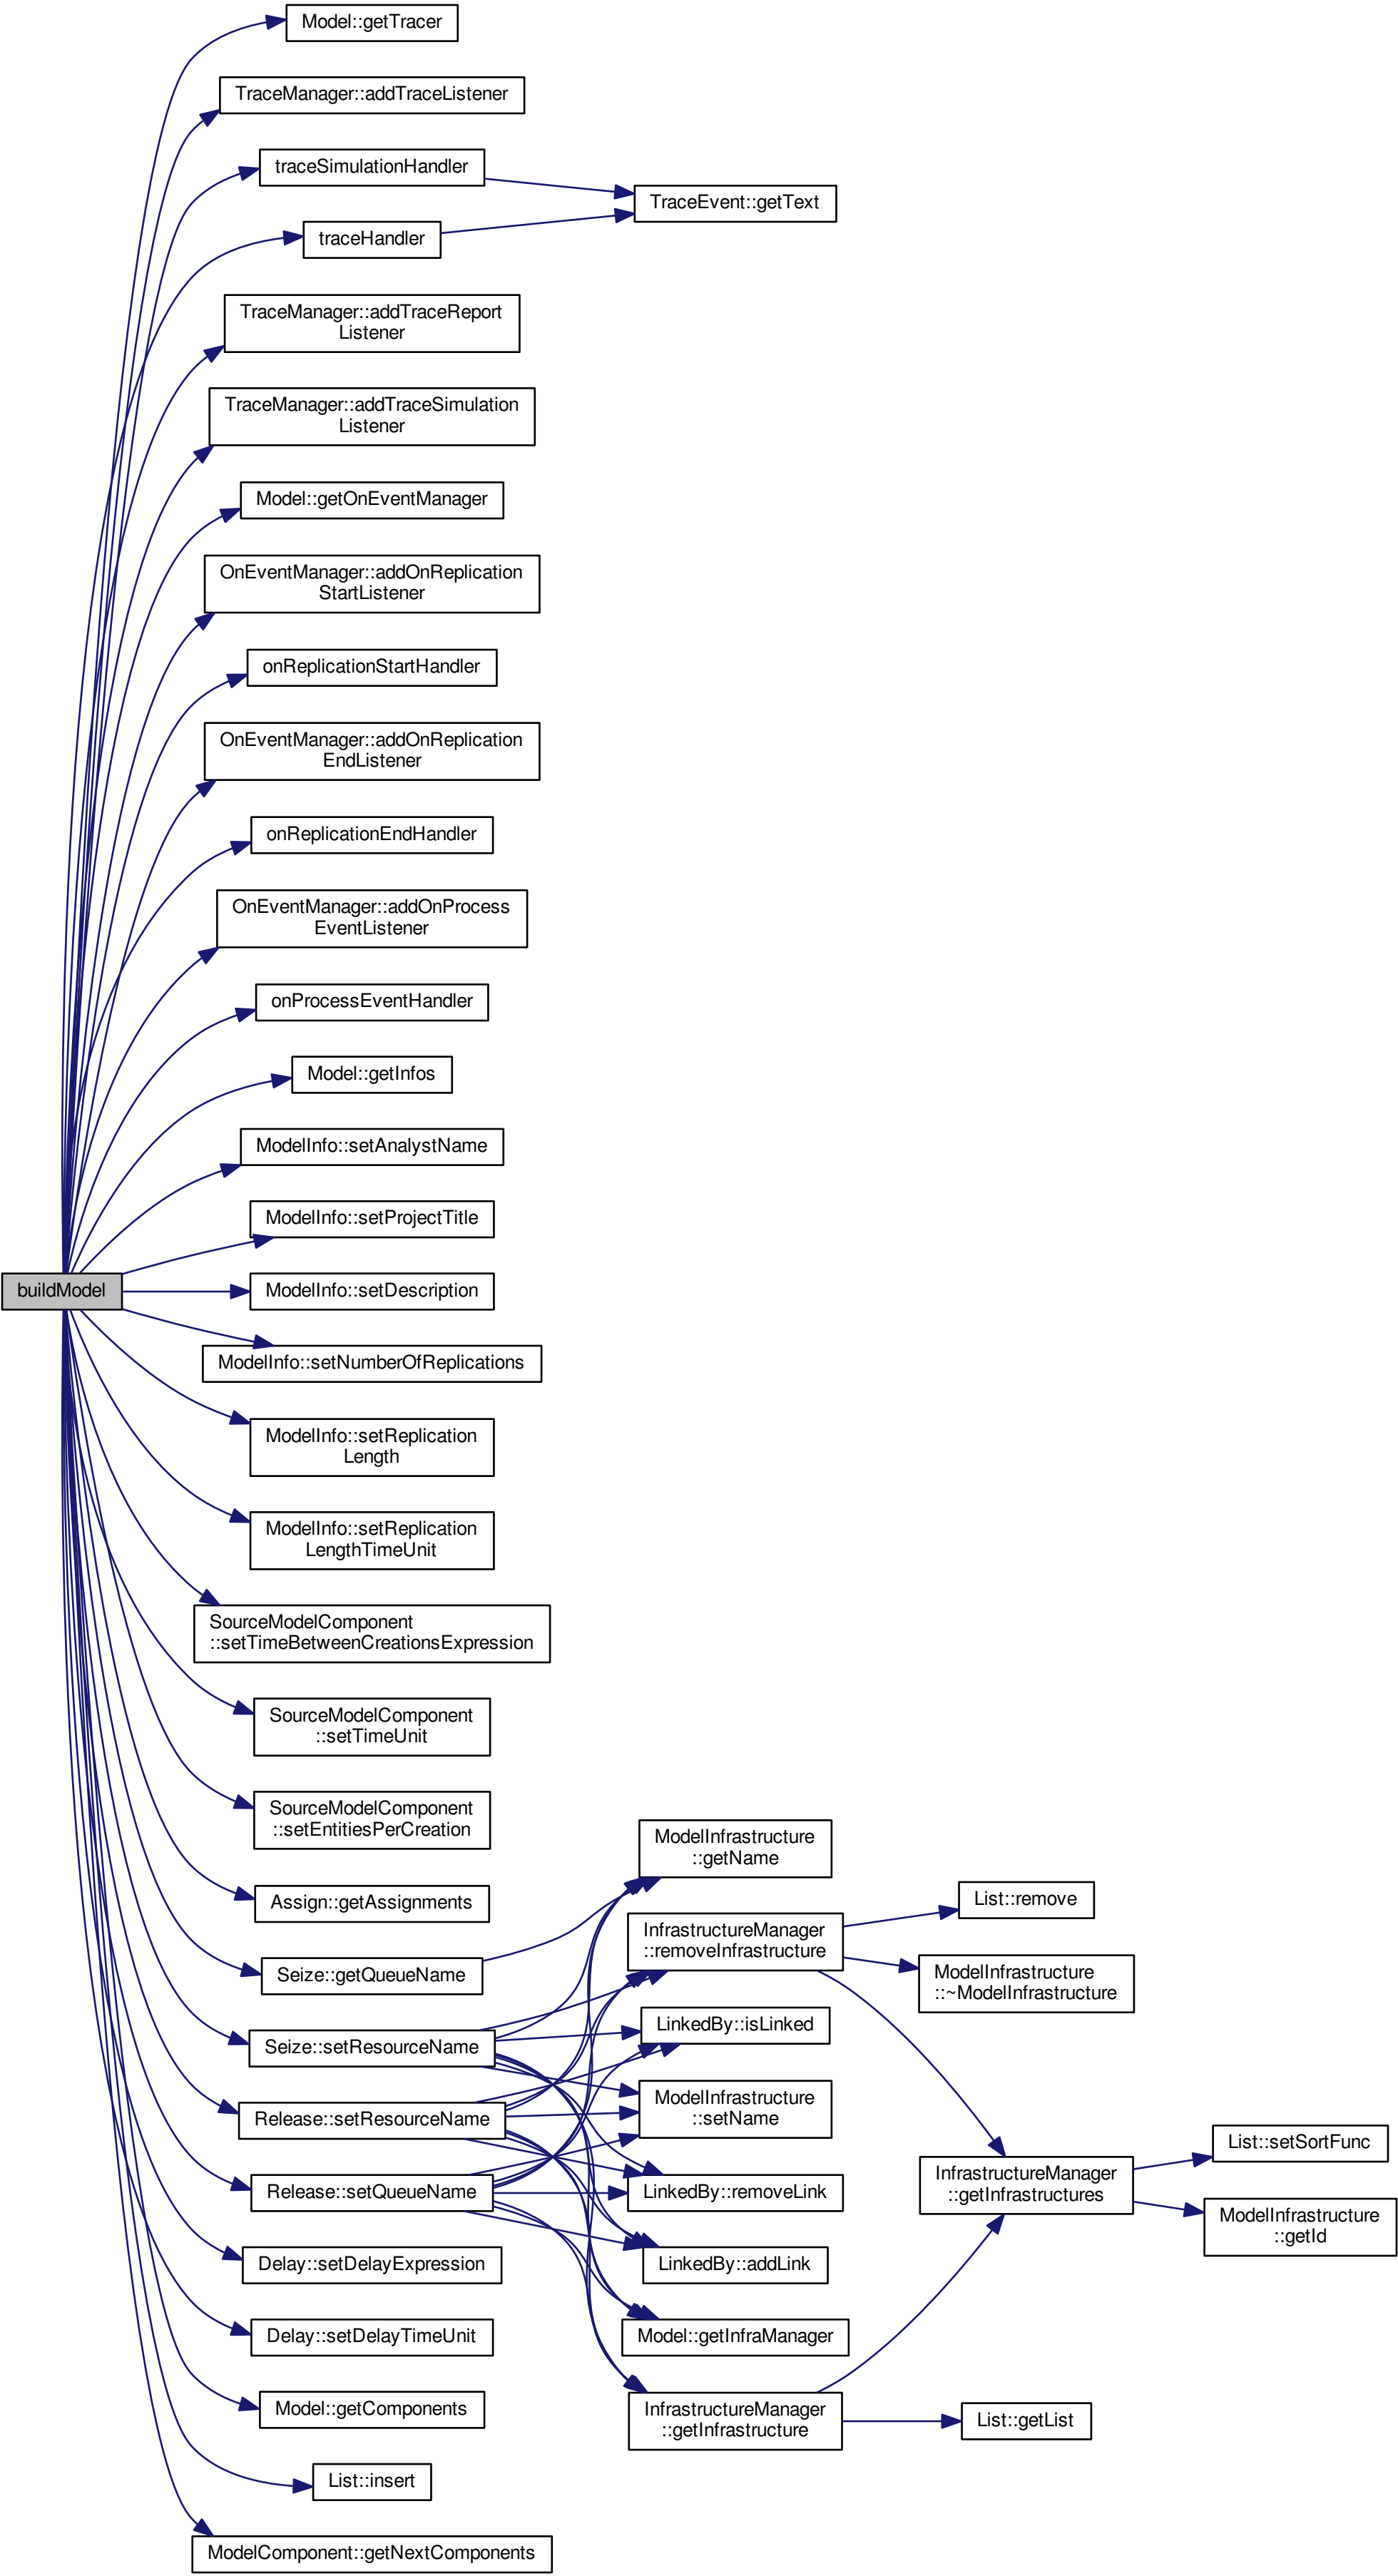 Model::getTracer
TraceManager::addTraceListener
traceSimulationHandler
TraceEvent::getText
traceHandler
TraceManager::addTraceReport
Listener
TraceManager::addTraceSimulation
Listener
Model::getOnEventManager
OnEventManager::addOnReplication
StartListener
onReplicationStartHandler
OnEventManager::addOnReplication
EndListener
onReplicationEndHandler
OnEventManager::addOnProcess
EventListener
onProcessEventHandler
Model::getInfos
ModelInfo::setAnalystName
ModelInfo::setProjectTitle
buildModel
ModelInfo::setDescription
ModelInfo::setNumberOfReplications
ModelInfo::setReplication
Length
ModelInfo::setReplication
LengthTimeUnit
SourceModelComponent
::setTimeBetweenCreationsExpression
SourceModelComponent
::setTimeUnit
SourceModelComponent
::setEntitiesPerCreation
Assign::getAssignments
Seize::getQueueName
Seize::setResourceName
Release::setResourceName
Release::setQueueName
Delay::setDelayExpression
Delay::setDelayTimeUnit
Model::getComponents
List::insert
ModelComponent::getNextComponents
ModelInfrastructure
::getName
InfrastructureManager
::removeInfrastructure
LinkedBy::isLinked
ModelInfrastructure
::setName
LinkedBy::removeLink
LinkedBy::addLink
Model::getInfraManager
InfrastructureManager
::getInfrastructure
List::remove
ModelInfrastructure
::~ModelInfrastructure
InfrastructureManager
::getInfrastructures
List::getList
List::setSortFunc
ModelInfrastructure
::getId